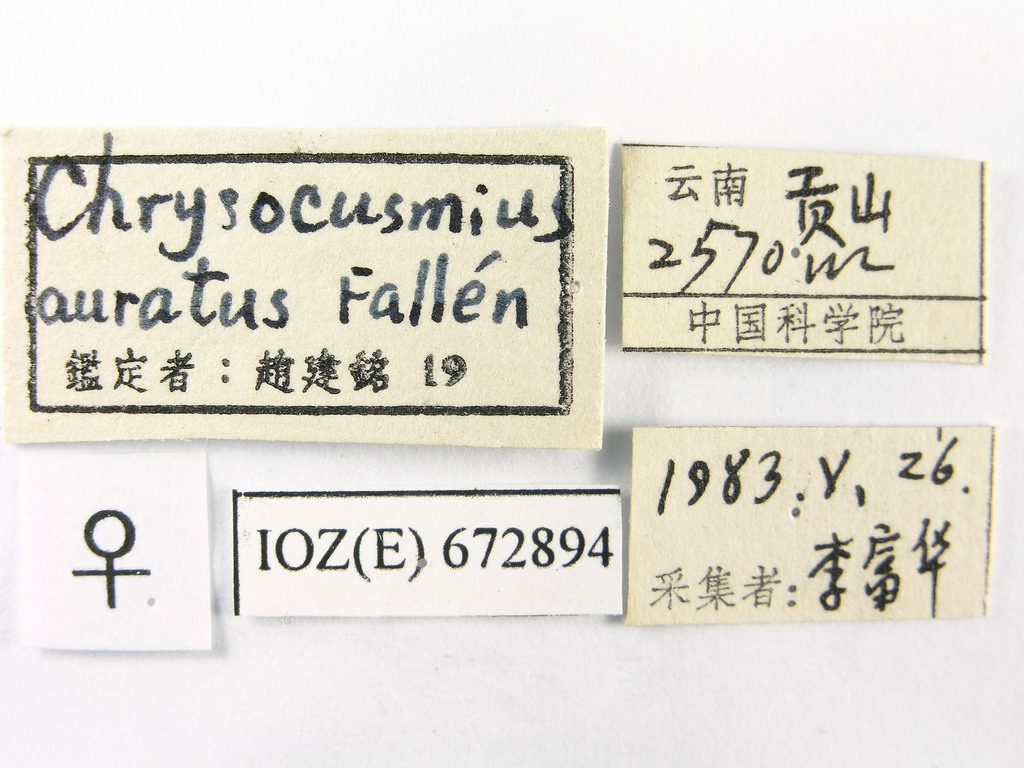 Chrysocusmius
auratus Fallén
鑑定者：趙建銘 19
云南 贡山
2570m
中国科学院
♀
IOZ(E) 672894
1983.V.26.
采集者：李富华